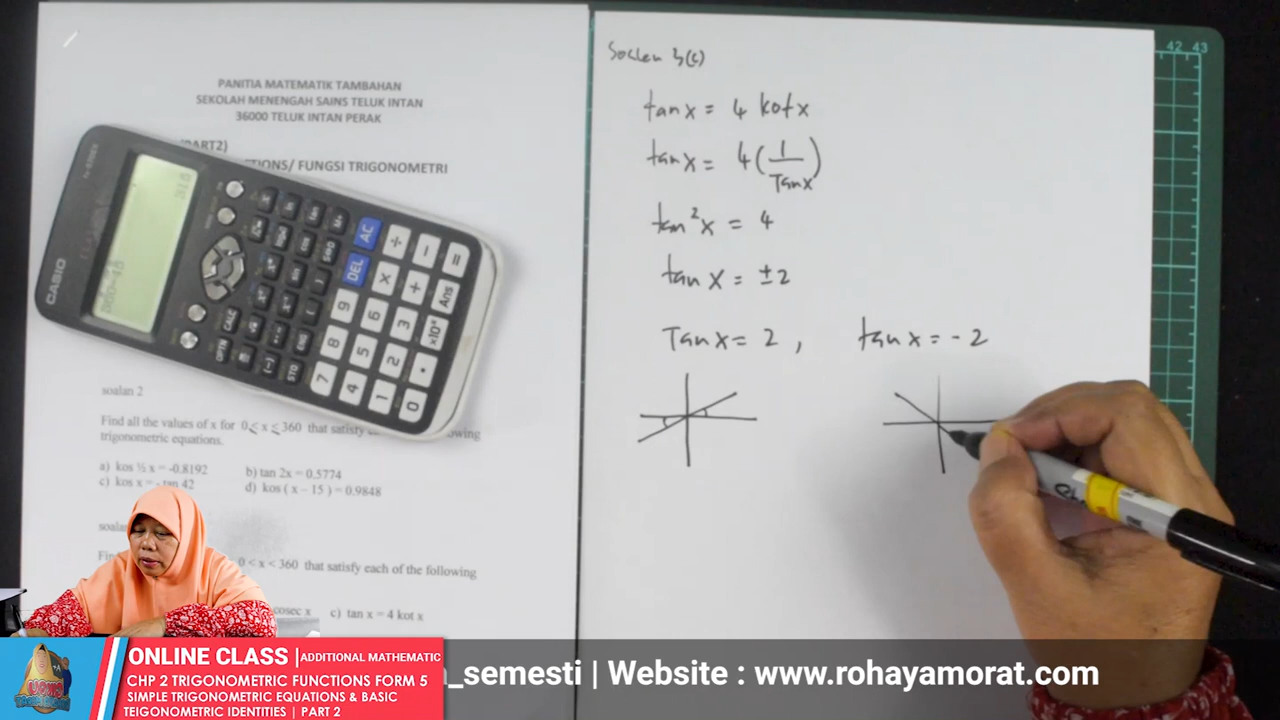 PANITIA MATEMATIK TAMBAHAN
SEKOLAH MENENGAH SAINS TELUK INTAN
36000 TELUK INTAN PERAK
PART2)
TIONS/ FUNGSI TRIGONOMETRI
CASIO
soalan 2
Find all the values of x for 0 ≤ x ≤ 360 that satisfy owing
trigonometric equations.
a) kos ½ x = -0.8192 b) tan 2x = 0.5774
c) kos x = - tan 42 d) kos ( x – 15 ) = 0.9848
0 < x < 360 that satisfy each of the following
cosec x c) tan x = 4 kot x
Soalan 3(c)
tan x = 4 kot x
tan x = 4(1/Tan x)
tan²x = 4
tan x = ±2
Tan x = 2 , tan x = -2
42 43
ONLINE CLASS | ADDITIONAL MATHEMATIC
CHP 2 TRIGONOMETRIC FUNCTIONS FORM 5
SIMPLE TRIGONOMETRIC EQUATIONS & BASIC
TEIGONOMETRIC IDENTITIES | PART 2
_semesti | Website : www.rohayamorat.com